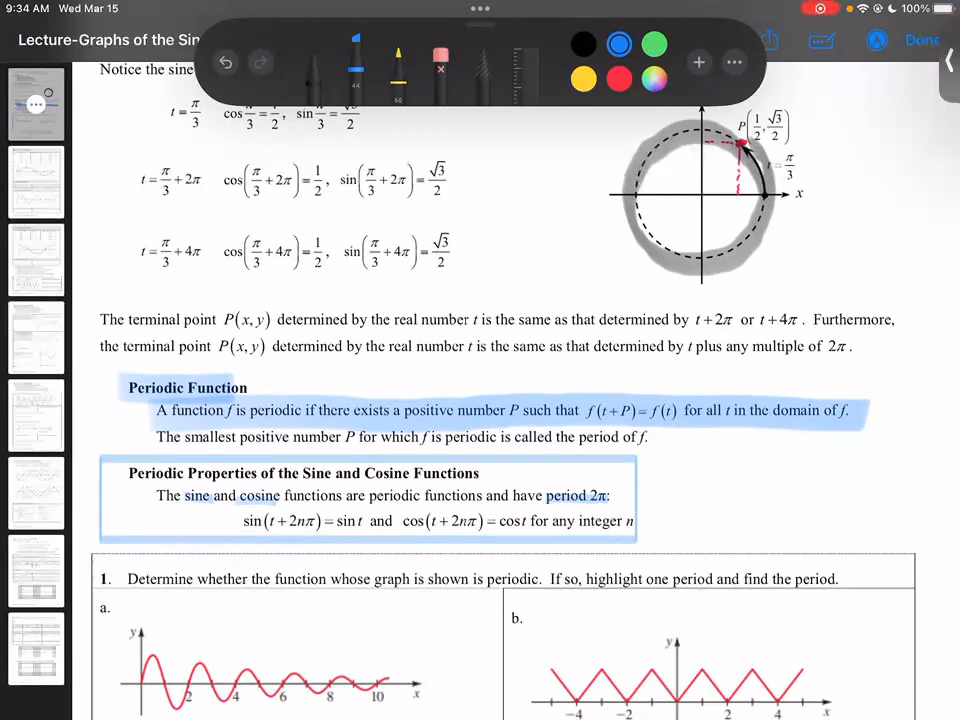 9:34 AM Wed Mar 15
100%
Lecture-Graphs of the Sin
Done
Notice the sine
t = π/3 cos π/3 = 1/2, sin π/3 = √3/2
t = π/3 + 2π cos(π/3 + 2π) = 1/2, sin(π/3 + 2π) = √3/2
t = π/3 + 4π cos(π/3 + 4π) = 1/2, sin(π/3 + 4π) = √3/2
P(1/2, √3/2)
t = π/3
x
The terminal point P(x, y) determined by the real number t is the same as that determined by t + 2π or t + 4π. Furthermore,
the terminal point P(x, y) determined by the real number t is the same as that determined by t plus any multiple of 2π.
Periodic Function
A function f is periodic if there exists a positive number P such that f(t + P) = f(t) for all t in the domain of f.
The smallest positive number P for which f is periodic is called the period of f.
Periodic Properties of the Sine and Cosine Functions
The sine and cosine functions are periodic functions and have period 2π:
sin(t + 2nπ) = sin t and cos(t + 2nπ) = cos t for any integer n
1. Determine whether the function whose graph is shown is periodic. If so, highlight one period and find the period.
a.
y
2 4 6 8 10 x
b.
y
-4 -2 2 4 x